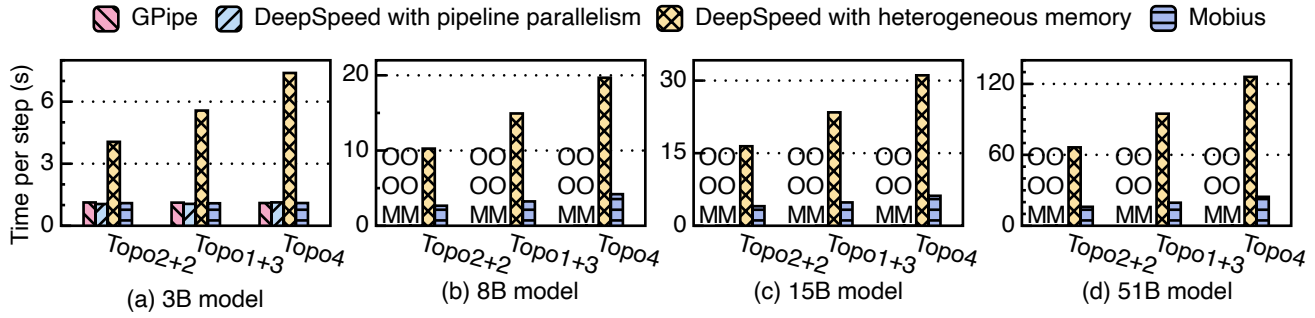 GPipe DeepSpeed with pipeline parallelism DeepSpeed with heterogeneous memory Mobius
Time per step (s)
6
3
0
Topo2+2 Topo1+3 Topo4
(a) 3B model
20
10
0
OO OO OO
OO OO OO
MM MM MM
Topo2+2 Topo1+3 Topo4
(b) 8B model
30
15
0
OO OO OO
OO OO OO
MM MM MM
Topo2+2 Topo1+3 Topo4
(c) 15B model
120
60
0
OO OO OO
OO OO OO
MM MM MM
Topo2+2 Topo1+3 Topo4
(d) 51B model